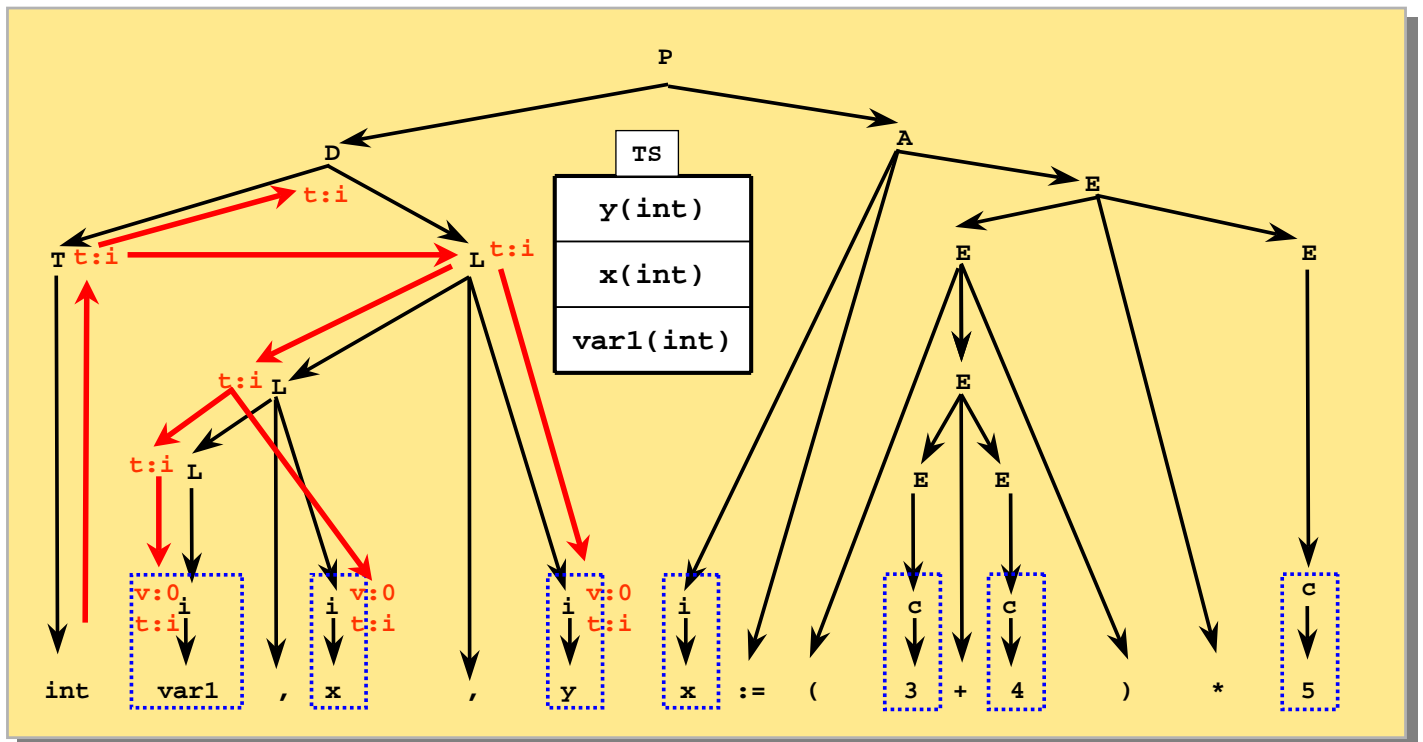 P
D
TS
A
E
t:i
y(int)
T t:i
L t:i
E
E
x(int)
var1(int)
t:i L
E
t:i L
E
E
v:0
i
t:i
i
v:0
t:i
i
v:0
t:i
i
c
c
c
int var1 , x , y x := ( 3 + 4 ) * 5